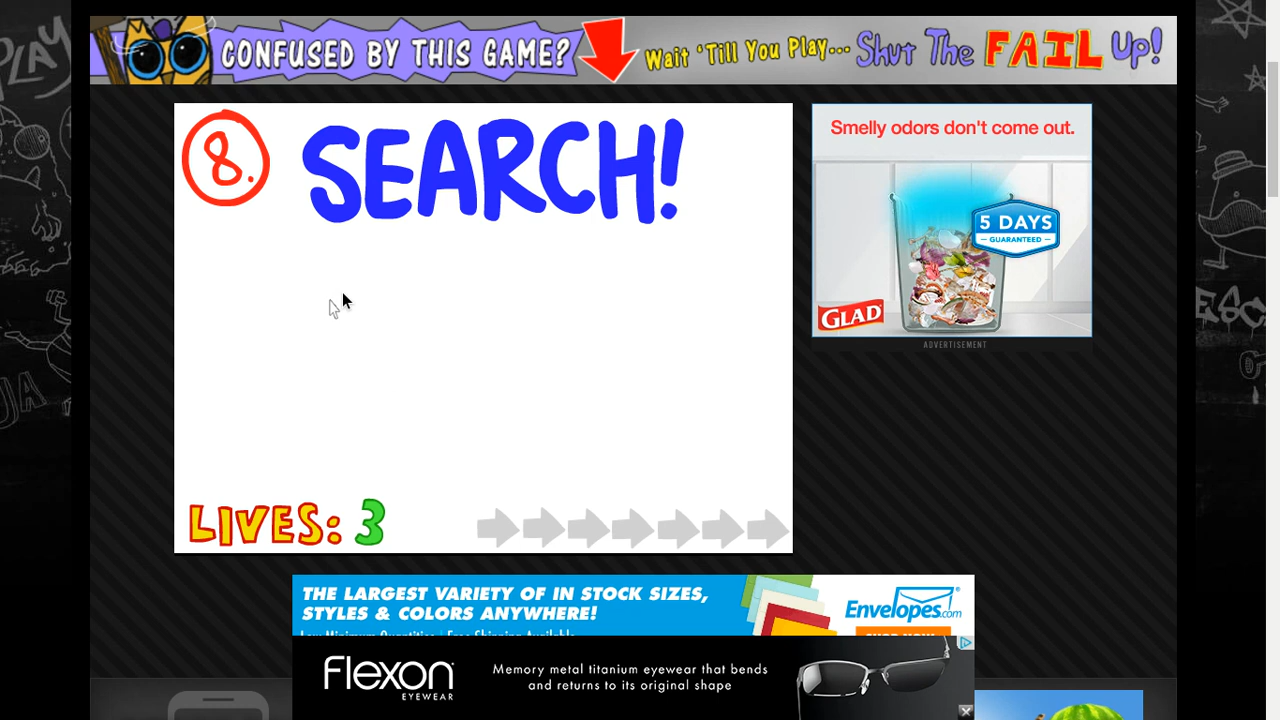 CONFUSED BY THIS GAME?
Wait 'Till You Play...
Shut The FAIL Up!
8.
SEARCH!
LIVES: 3
Smelly odors don't come out.
5 DAYS
GUARANTEED
GLAD
ADVERTISEMENT
THE LARGEST VARIETY OF IN STOCK SIZES,
STYLES & COLORS ANYWHERE!
Envelopes.com
Flexon
EYEWEAR
Memory metal titanium eyewear that bends
and returns to its original shape